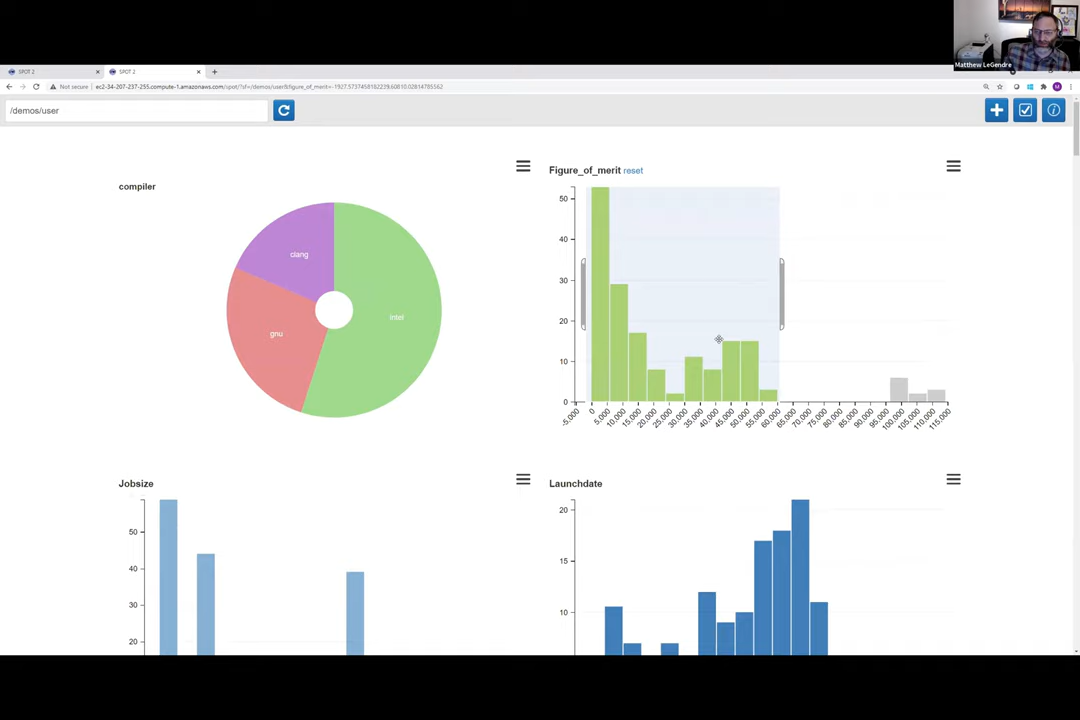 Matthew LeGendre
SPOT 2
SPOT 2
Not secure
/demos/user
compiler
clang
gnu
intel
Figure_of_merit reset
50
40
30
20
10
0
-5,000 0 5,000 10,000 15,000 20,000 25,000 30,000 35,000 40,000 45,000 50,000 55,000 60,000 65,000 70,000 75,000 80,000 85,000 90,000 95,000 100,000 105,000 110,000 115,000
Jobsize
50
40
30
20
Launchdate
20
15
10